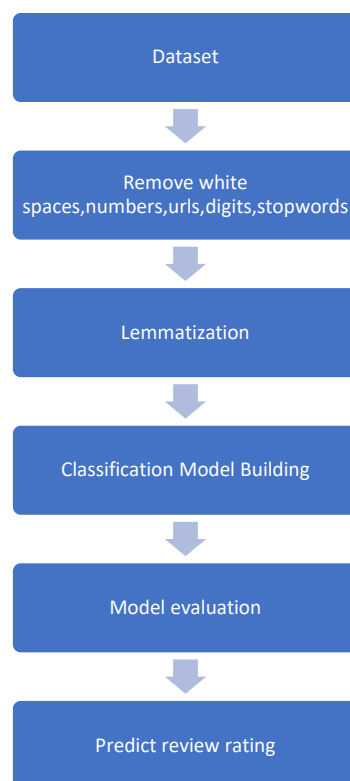 Dataset
Remove white
spaces,numbers,urls,digits,stopwords
Lemmatization
Classification Model Building
Model evaluation
Predict review rating